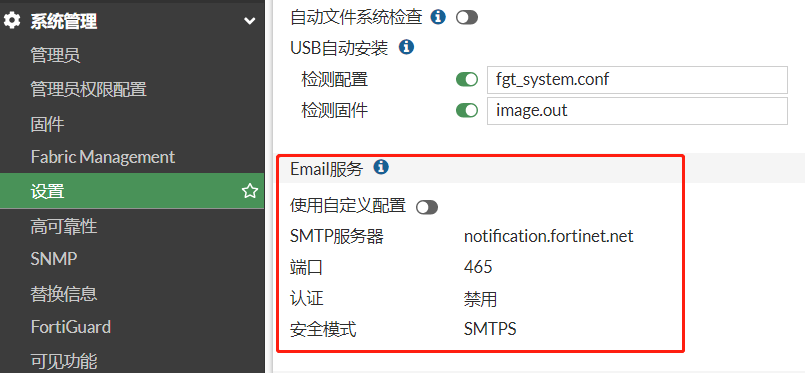 系统管理
管理员
管理员权限配置
固件
Fabric Management
设置
高可靠性
SNMP
替换信息
FortiGuard
可见功能
自动文件系统检查
USB自动安装
检测配置 fgt_system.conf
检测固件 image.out
Email服务
使用自定义配置
SMTP服务器 notification.fortinet.net
端口 465
认证 禁用
安全模式 SMTPS